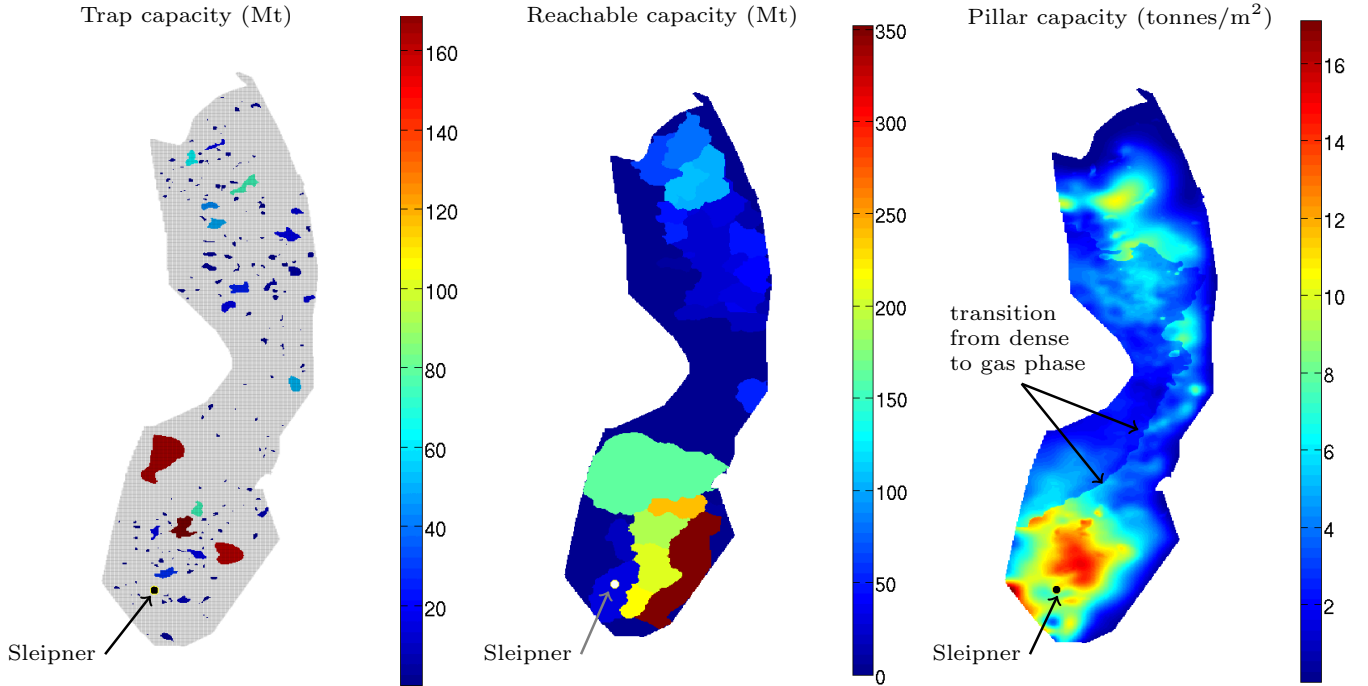 Trap capacity (Mt)
160
140
120
100
80
60
40
20
Sleipner
Reachable capacity (Mt)
350
300
250
200
150
100
50
0
Sleipner
Pillar capacity (tonnes/m²)
16
14
12
10
8
6
4
2
transition
from dense
to gas phase
Sleipner